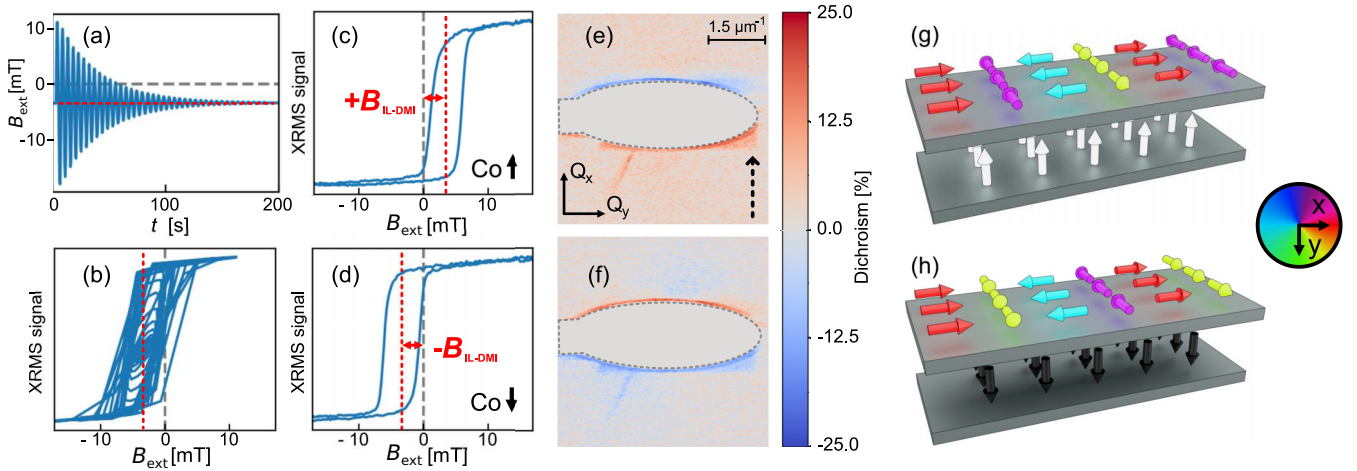 (a)
10
0
-10
B_ext [mT]
0
100
200
t [s]
(b)
XRMS signal
- 10
0
10
B_ext [mT]
(c)
XRMS signal
+B_IL-DMI
Co
- 10
0
10
B_ext [mT]
(d)
XRMS signal
-B_IL-DMI
Co
- 10
0
10
B_ext [mT]
(e)
1.5 μm⁻¹
Q_x
Q_y
(f)
25.0
12.5
0.0
-12.5
-25.0
Dichroism [%]
(g)
(h)
x
y